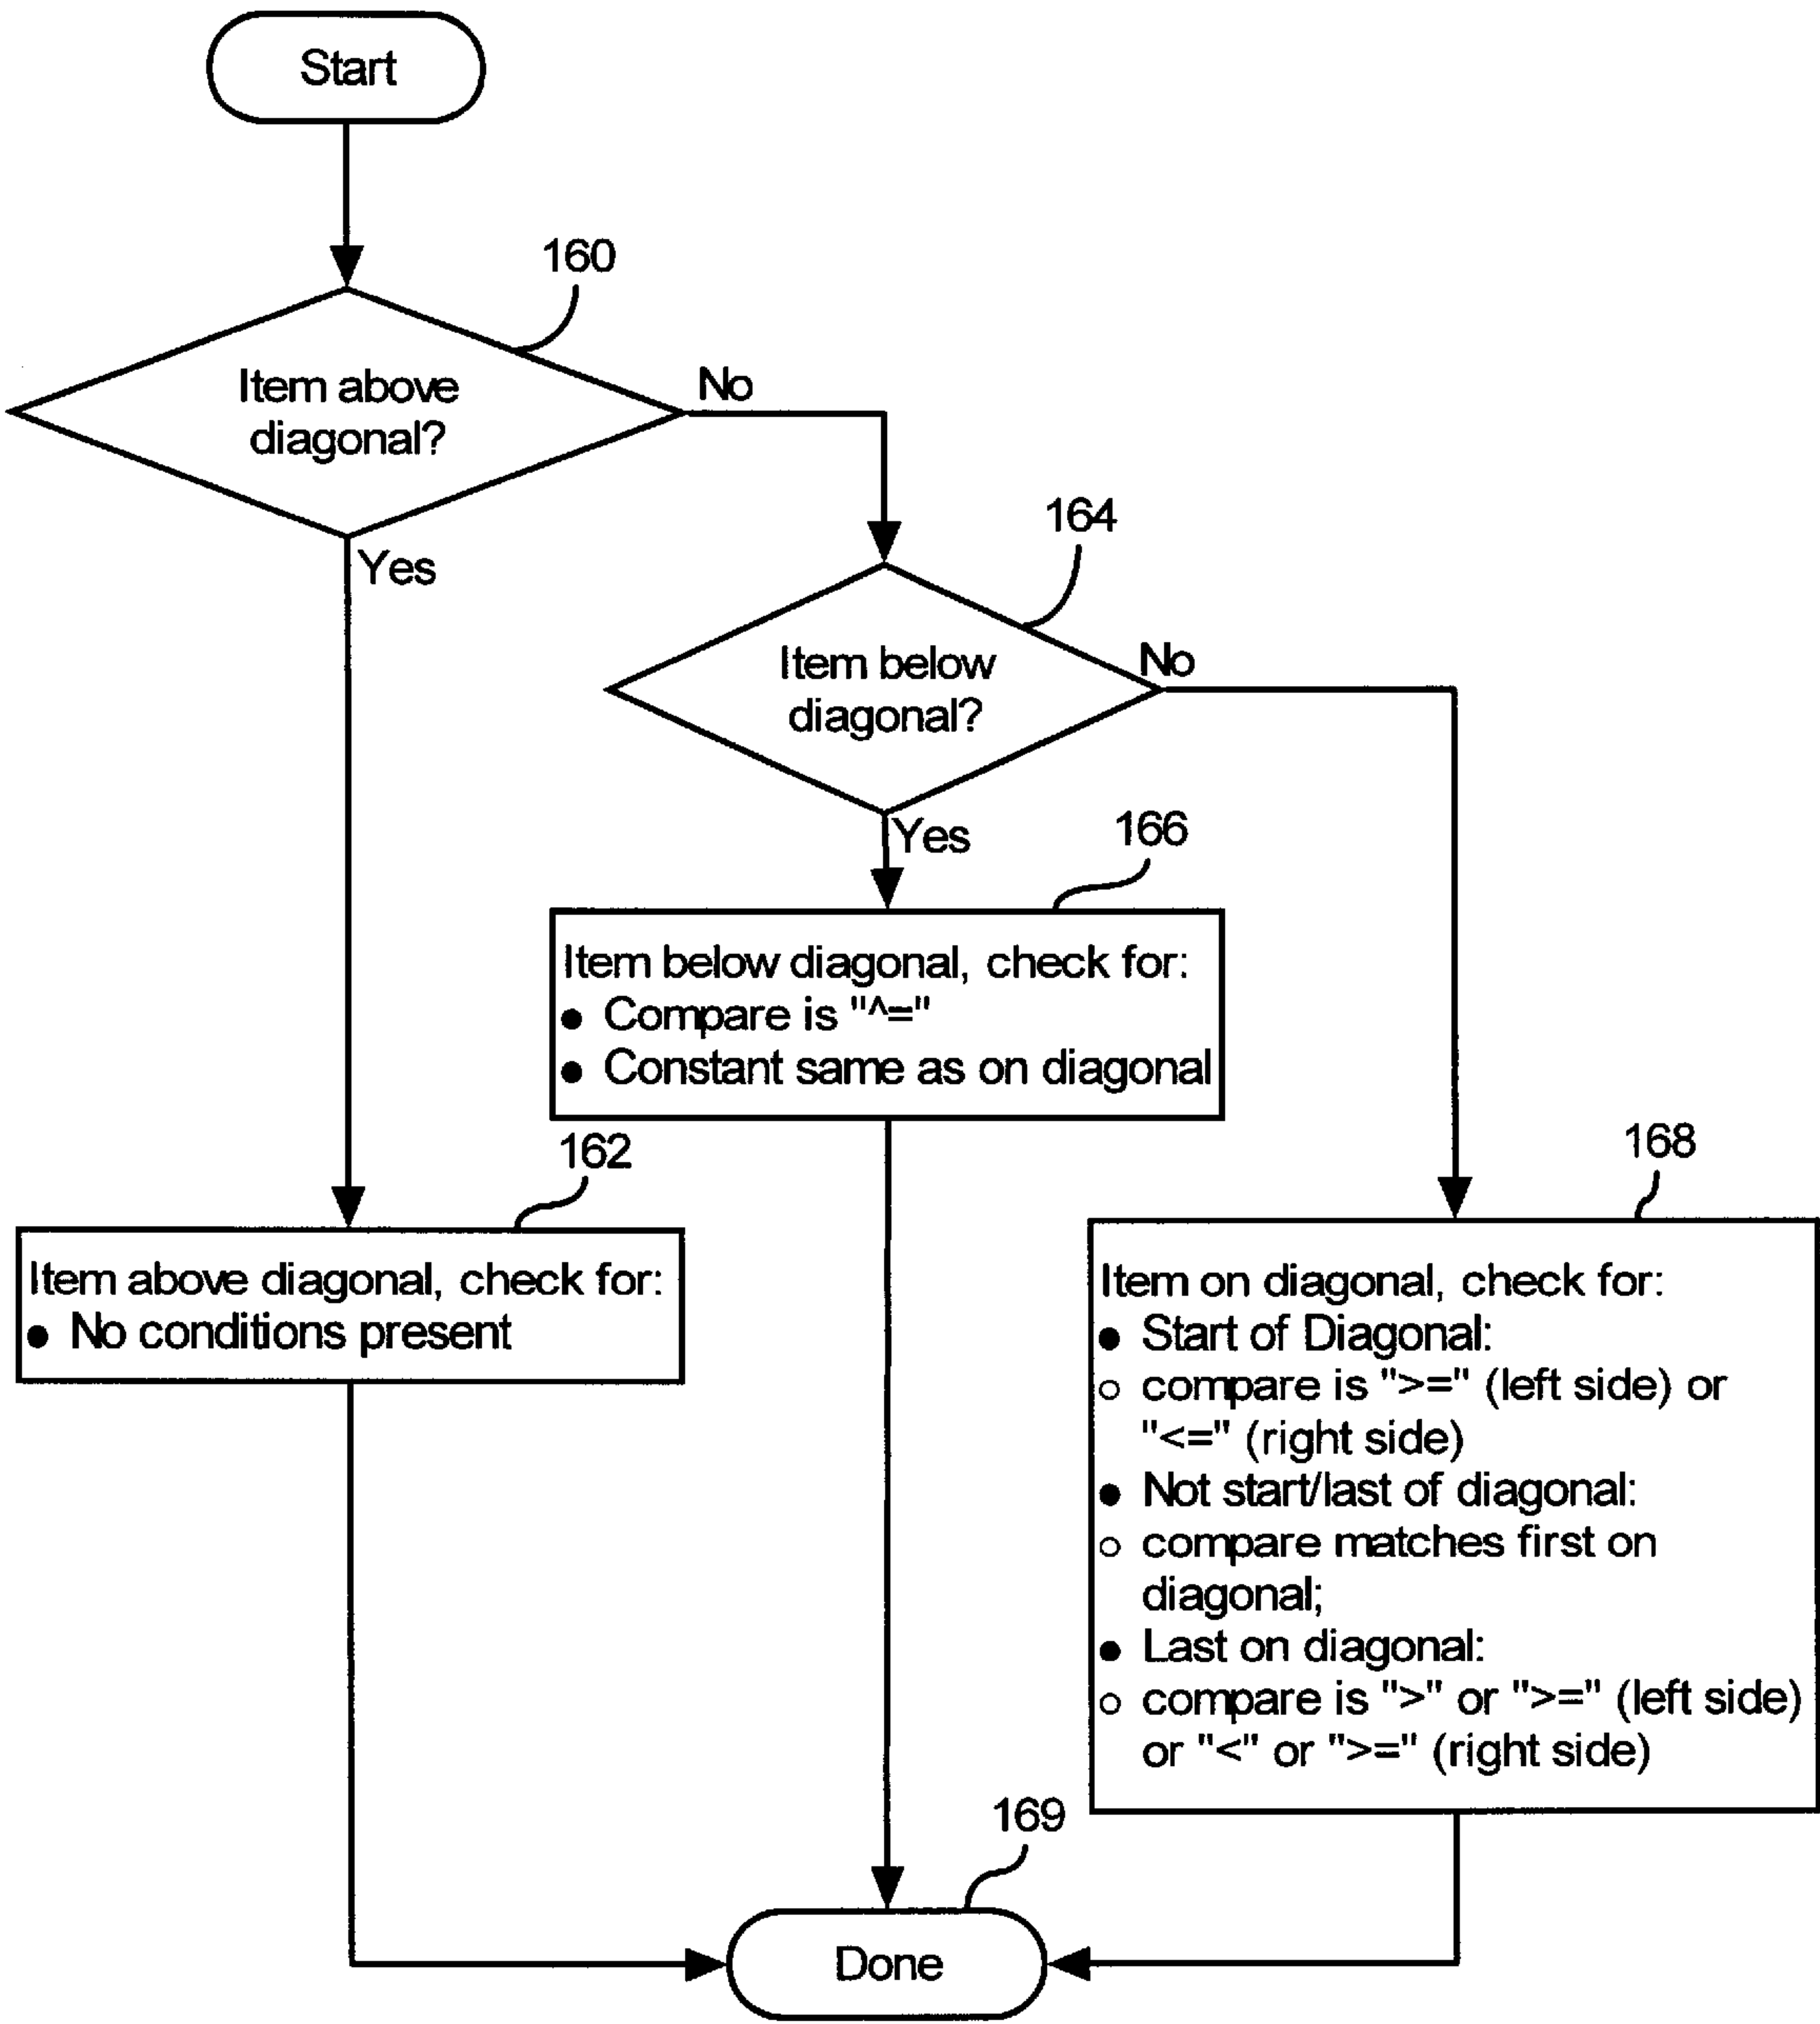 Start
160
Item above
diagonal?
No
Yes
164
Item below
diagonal?
No
Yes
166
Item below diagonal, check for:
● Compare is "^="
● Constant same as on diagonal
162
Item above diagonal, check for:
● No conditions present
168
Item on diagonal, check for:
● Start of Diagonal:
○ compare is ">=" (left side) or
"<=" (right side)
● Not start/last of diagonal:
○ compare matches first on
diagonal;
● Last on diagonal:
○ compare is ">" or ">=" (left side)
or "<" or ">=" (right side)
169
Done